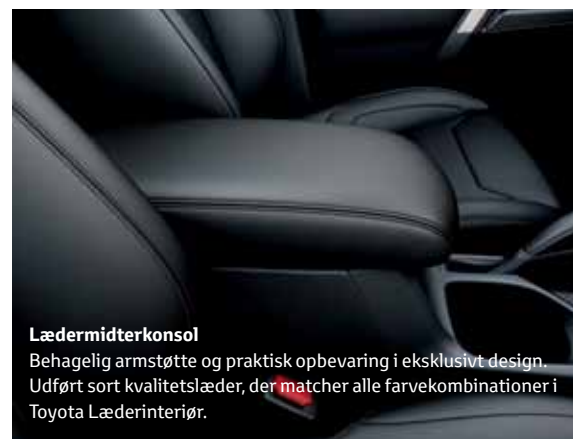 Lædermidterkonsol
Behagelig armstøtte og praktisk opbevaring i eksklusivt design.
Udført sort kvalitetslæder, der matcher alle farvekombinationer i
Toyota Læderinteriør.